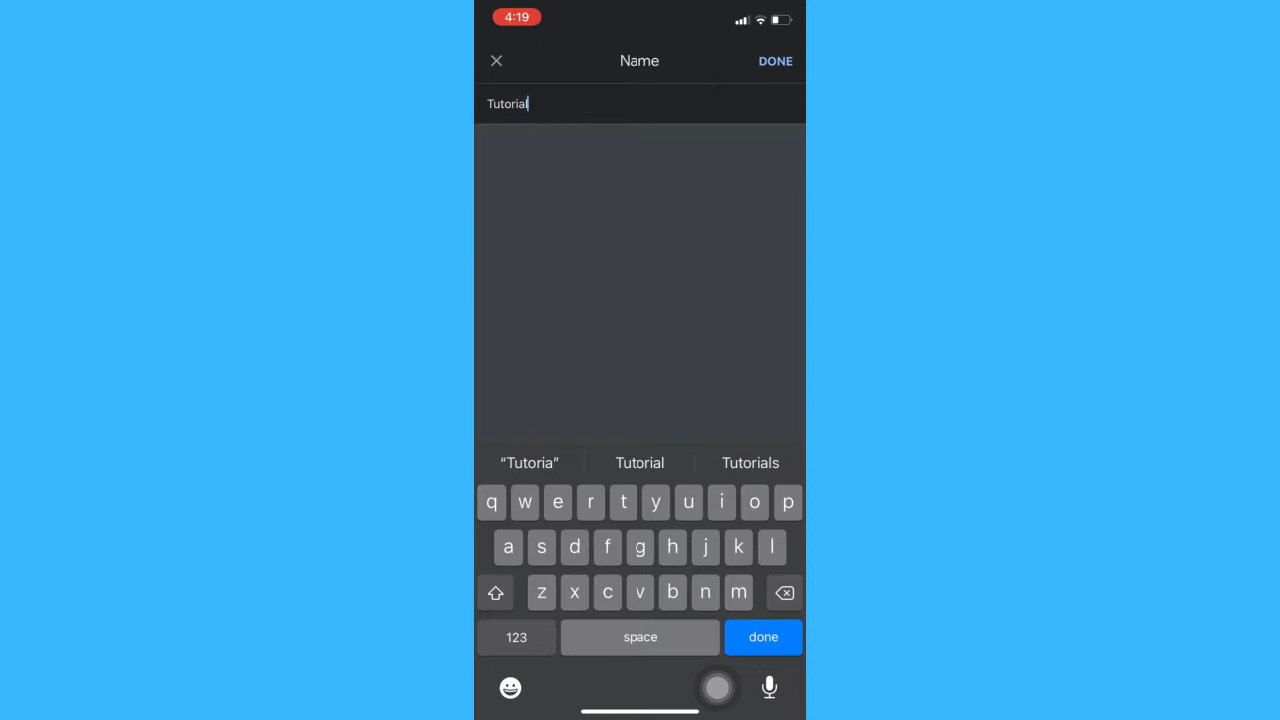 4:19
Name
DONE
Tutorial
“Tutoria” Tutorial Tutorials
q w e r t y u i o p
a s d f g h j k l
z x c v b n m
123 space done